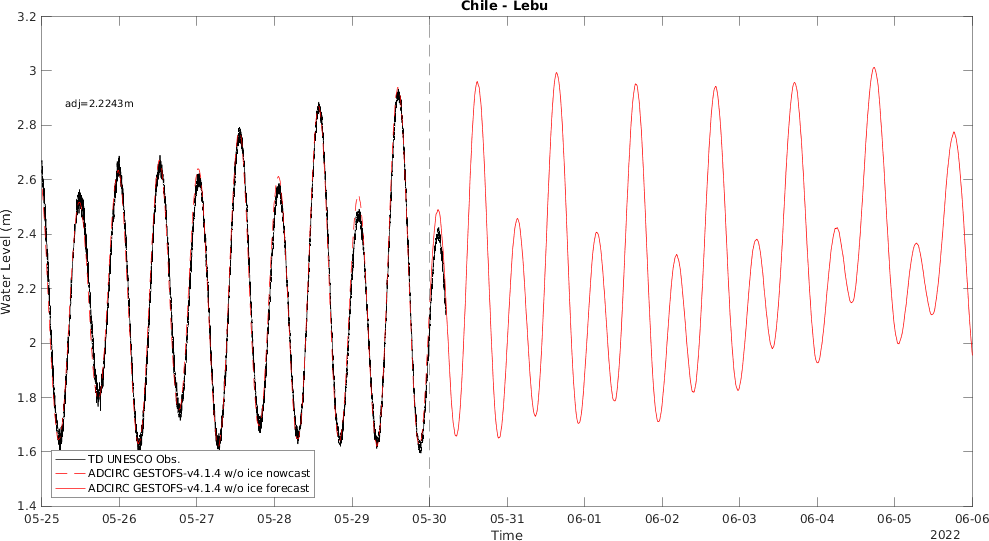 Chile - Lebu
3.2
3
2.8
2.6
2.4
2.2
2
1.8
1.6
1.4
Water Level (m)
adj=2.2243m
TD UNESCO Obs.
ADCIRC GESTOFS-v4.1.4 w/o ice nowcast
ADCIRC GESTOFS-v4.1.4 w/o ice forecast
05-25 05-26 05-27 05-28 05-29 05-30 05-31 06-01 06-02 06-03 06-04 06-05 06-06
Time
2022